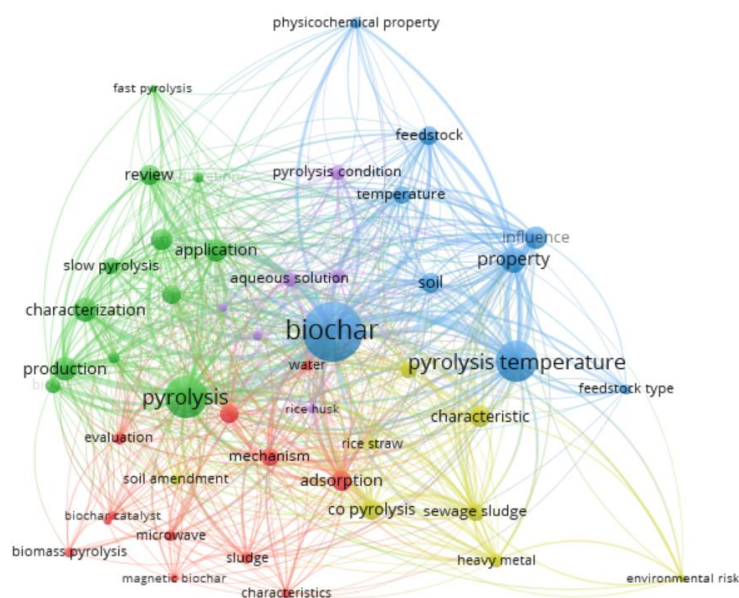 physicochemical property
fast pyrolysis
feedstock
review
pyrolysis condition
temperature
influence
application
property
slow pyrolysis
aqueous solution
soil
characterization
biochar
water
pyrolysis temperature
production
feedstock type
pyrolysis
rice husk
characteristic
evaluation
rice straw
mechanism
soil amendment
adsorption
co pyrolysis
sewage sludge
biochar catalyst
microwave
biomass pyrolysis
sludge
heavy metal
magnetic biochar
environmental risk
characteristics